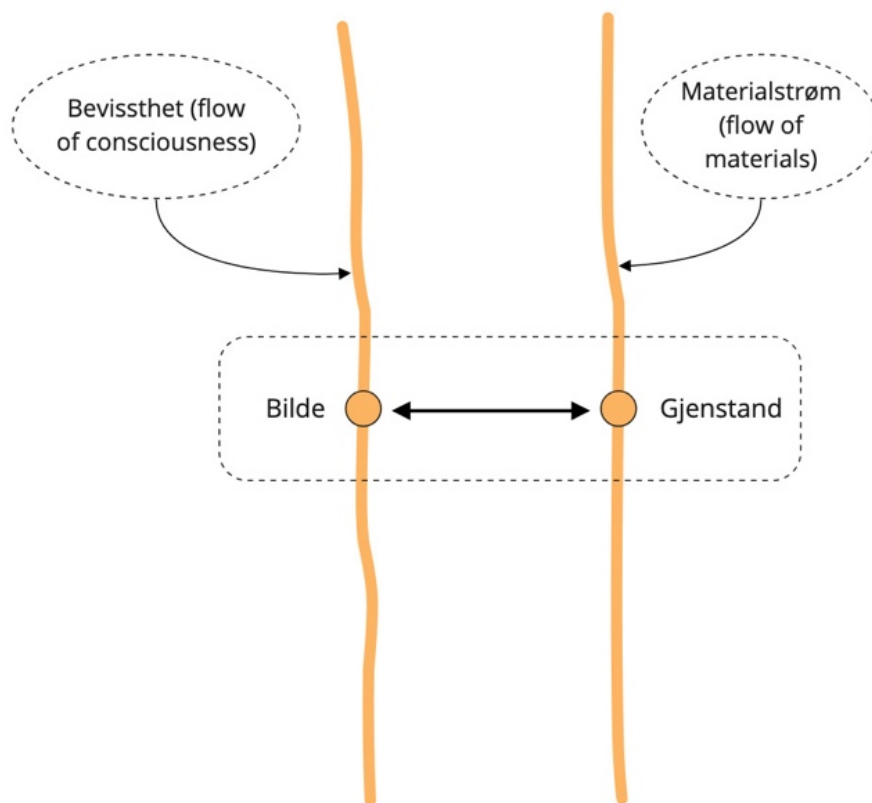 Bevissthet (flow
of consciousness)
Materialstrøm
(flow of
materials)
Bilde
Gjenstand